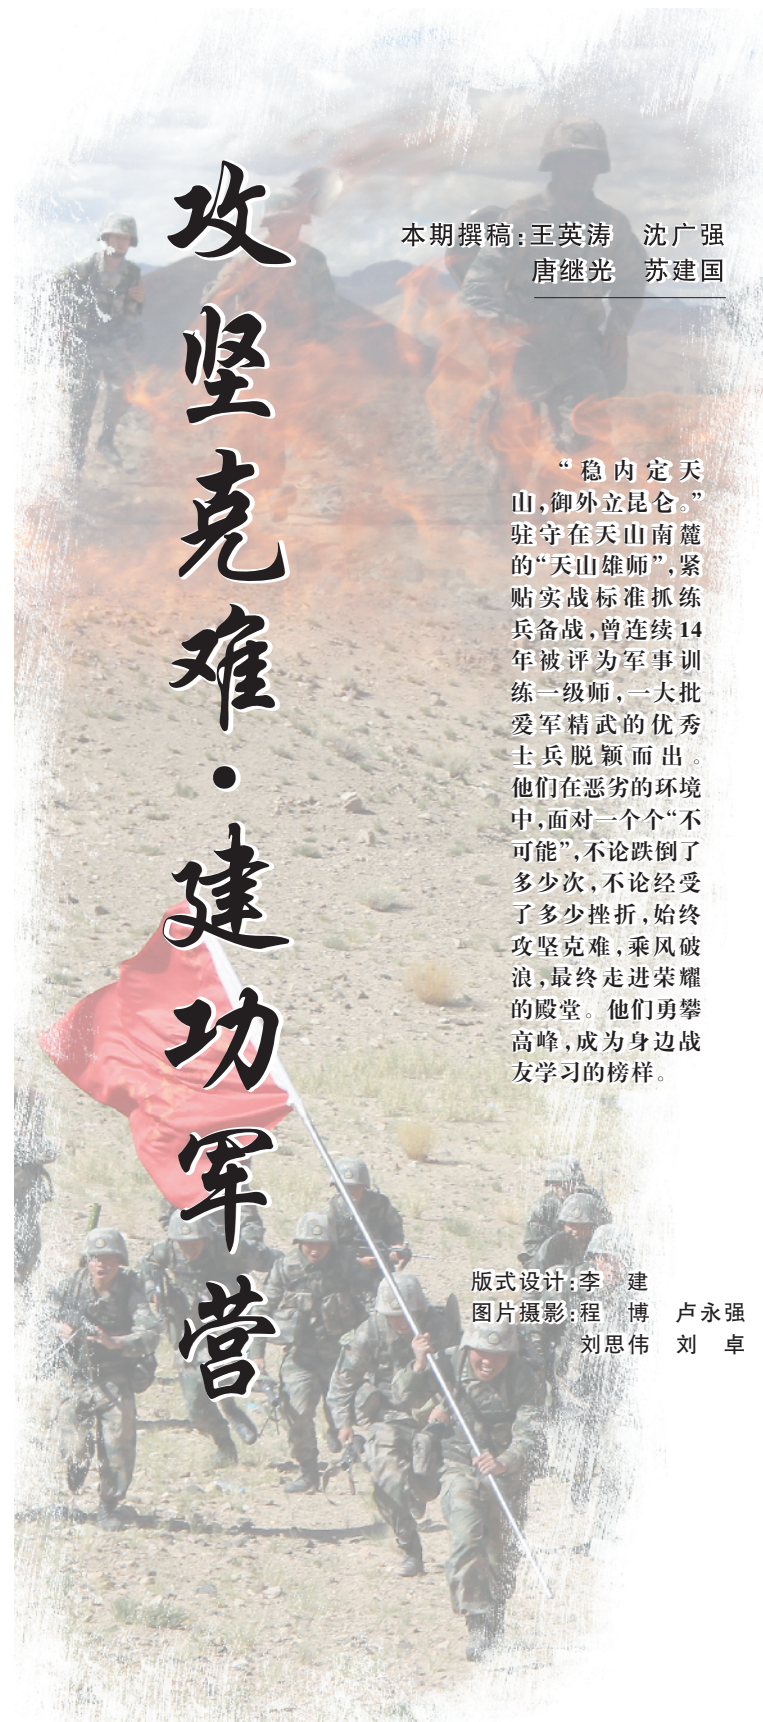 攻坚克难·建功军营
本期撰稿:王英涛 沈广强
唐继光 苏建国
“稳内定天
山,御外立昆仑。”
驻守在天山南麓
的“天山雄师”,紧
贴实战标准抓练
兵备战,曾连续14
年被评为军事训
练一级师,一大批
爱军精武的优秀
士兵脱颖而出。
他们在恶劣的环境
中,面对一个个“不
可能”,不论跌倒了
多少次,不论经受
了多少挫折,始终
攻坚克难,乘风破
浪,最终走进荣耀
的殿堂。他们勇攀
高峰,成为身边战
友学习的榜样。
版式设计:李 建
图片摄影:程 博 卢永强
刘思伟 刘 卓